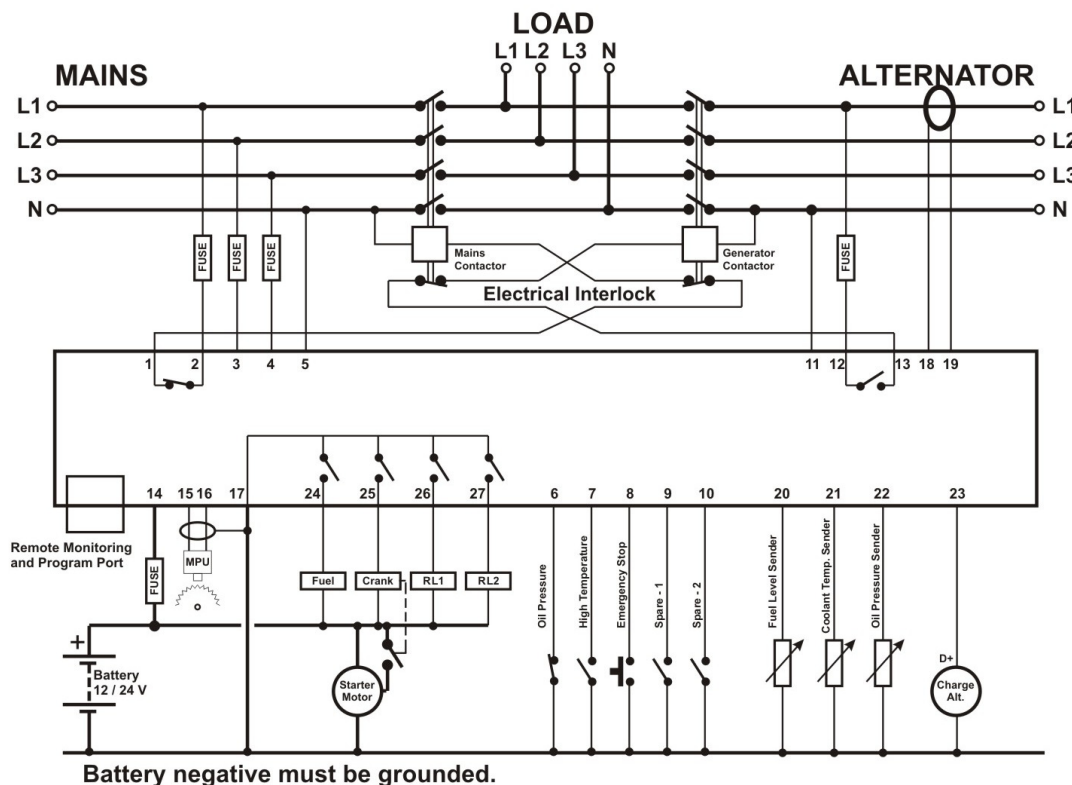 LOAD
L1 L2 L3 N
MAINS
ALTERNATOR
L1
L1
L2
L2
L3
L3
N
N
FUSE
FUSE
FUSE
Mains
Contactor
Generator
Contactor
FUSE
Electrical Interlock
1 2 3 4 5 11 12 13 18 19
14 15 16 17 24 25 26 27 6 7 8 9 10 20 21 22 23
Remote Monitoring
and Program Port
FUSE
MPU
Fuel
Crank
RL1
RL2
Oil Pressure
High Temperature
Emergency Stop
Spare - 1
Spare - 2
Fuel Level Sender
Coolant Temp. Sender
Oil Pressure Sender
+
Battery
12 / 24 V
Starter
Motor
D+
Charge
Alt.
Battery negative must be grounded.